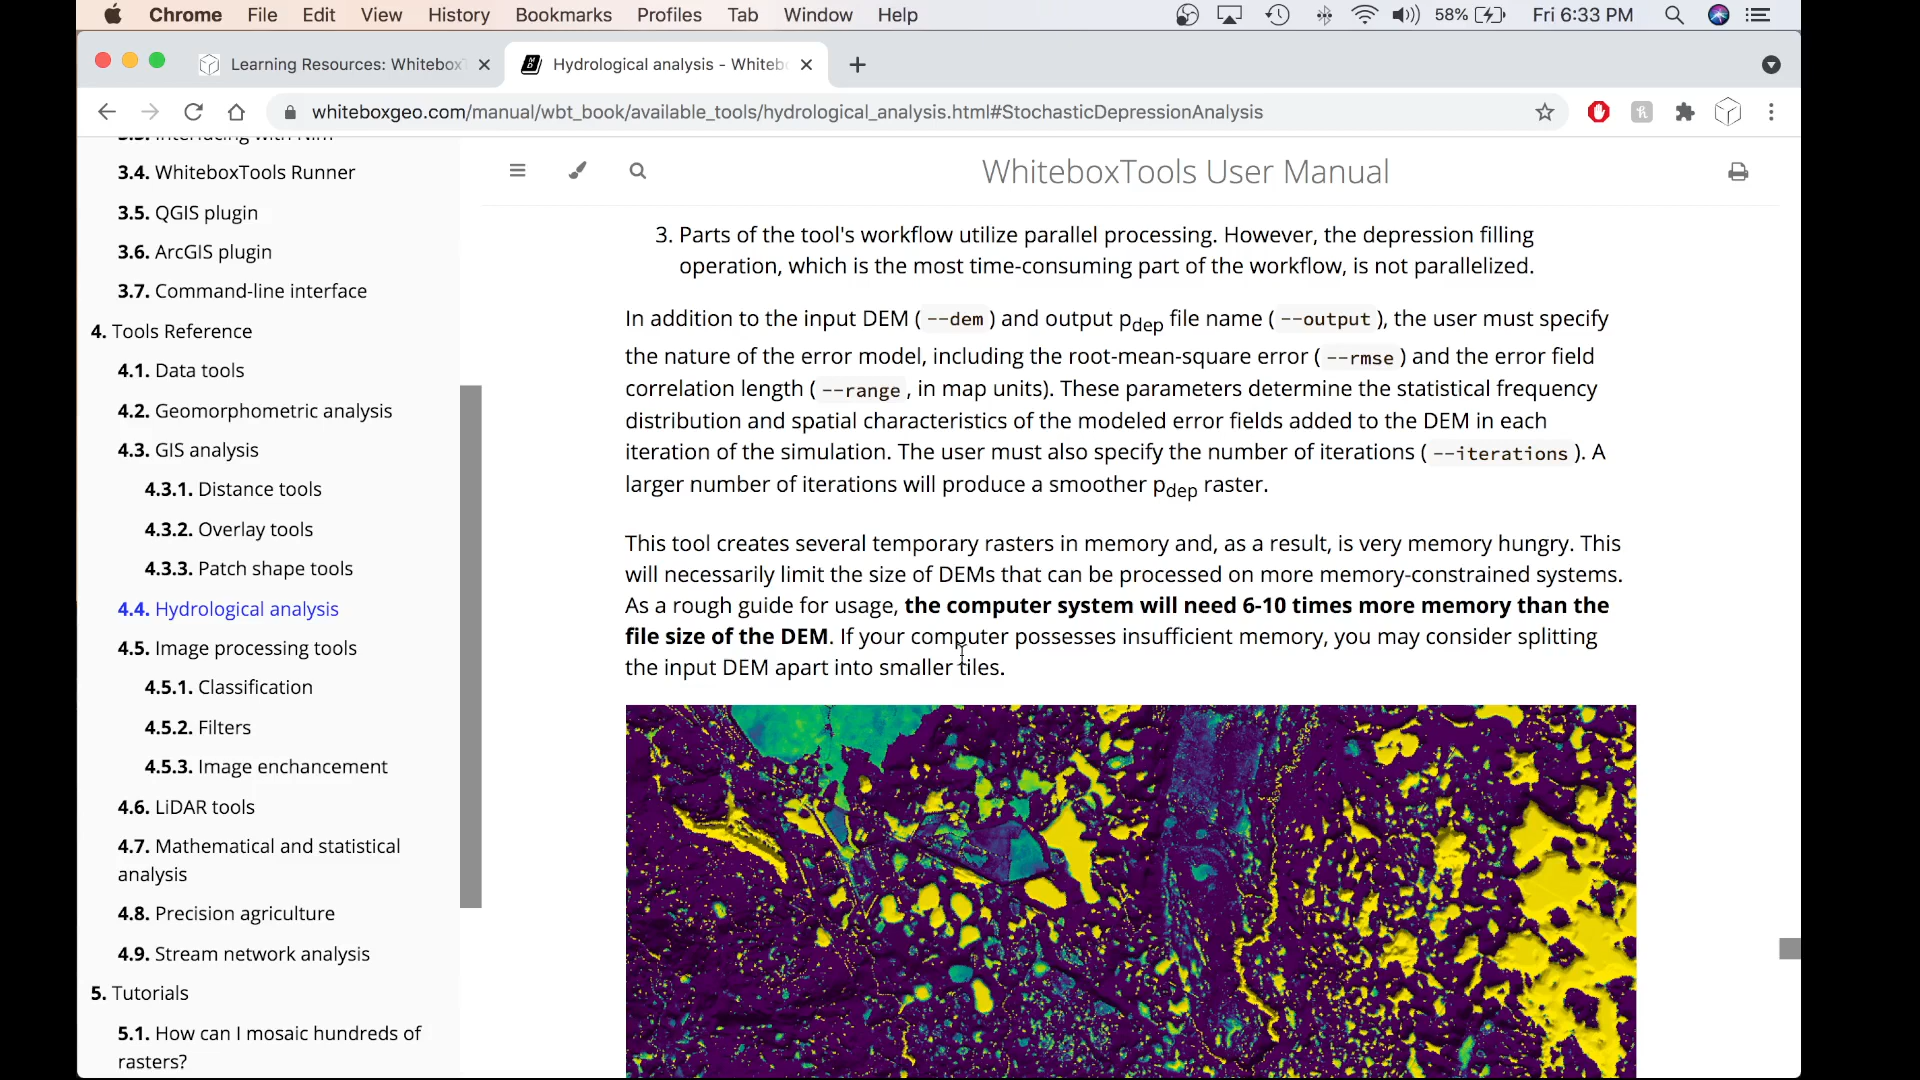 Chrome File Edit View History Bookmarks Profiles Tab Window Help 58% Fri 6:33 PM
Learning Resources: Whitebox
Hydrological analysis - Whiteb
whiteboxgeo.com/manual/wbt_book/available_tools/hydrological_analysis.html#StochasticDepressionAnalysis
3.3. Interfacing with Nim
3.4. WhiteboxTools Runner
3.5. QGIS plugin
3.6. ArcGIS plugin
3.7. Command-line interface
4. Tools Reference
4.1. Data tools
4.2. Geomorphometric analysis
4.3. GIS analysis
4.3.1. Distance tools
4.3.2. Overlay tools
4.3.3. Patch shape tools
4.4. Hydrological analysis
4.5. Image processing tools
4.5.1. Classification
4.5.2. Filters
4.5.3. Image enchancement
4.6. LiDAR tools
4.7. Mathematical and statistical
analysis
4.8. Precision agriculture
4.9. Stream network analysis
5. Tutorials
5.1. How can I mosaic hundreds of
rasters?
WhiteboxTools User Manual
3. Parts of the tool's workflow utilize parallel processing. However, the depression filling
operation, which is the most time-consuming part of the workflow, is not parallelized.
In addition to the input DEM ( --dem ) and output pdep file name ( --output ), the user must specify
the nature of the error model, including the root-mean-square error ( --rmse ) and the error field
correlation length ( --range , in map units). These parameters determine the statistical frequency
distribution and spatial characteristics of the modeled error fields added to the DEM in each
iteration of the simulation. The user must also specify the number of iterations ( --iterations ). A
larger number of iterations will produce a smoother pdep raster.
This tool creates several temporary rasters in memory and, as a result, is very memory hungry. This
will necessarily limit the size of DEMs that can be processed on more memory-constrained systems.
As a rough guide for usage, the computer system will need 6-10 times more memory than the
file size of the DEM. If your computer possesses insufficient memory, you may consider splitting
the input DEM apart into smaller tiles.